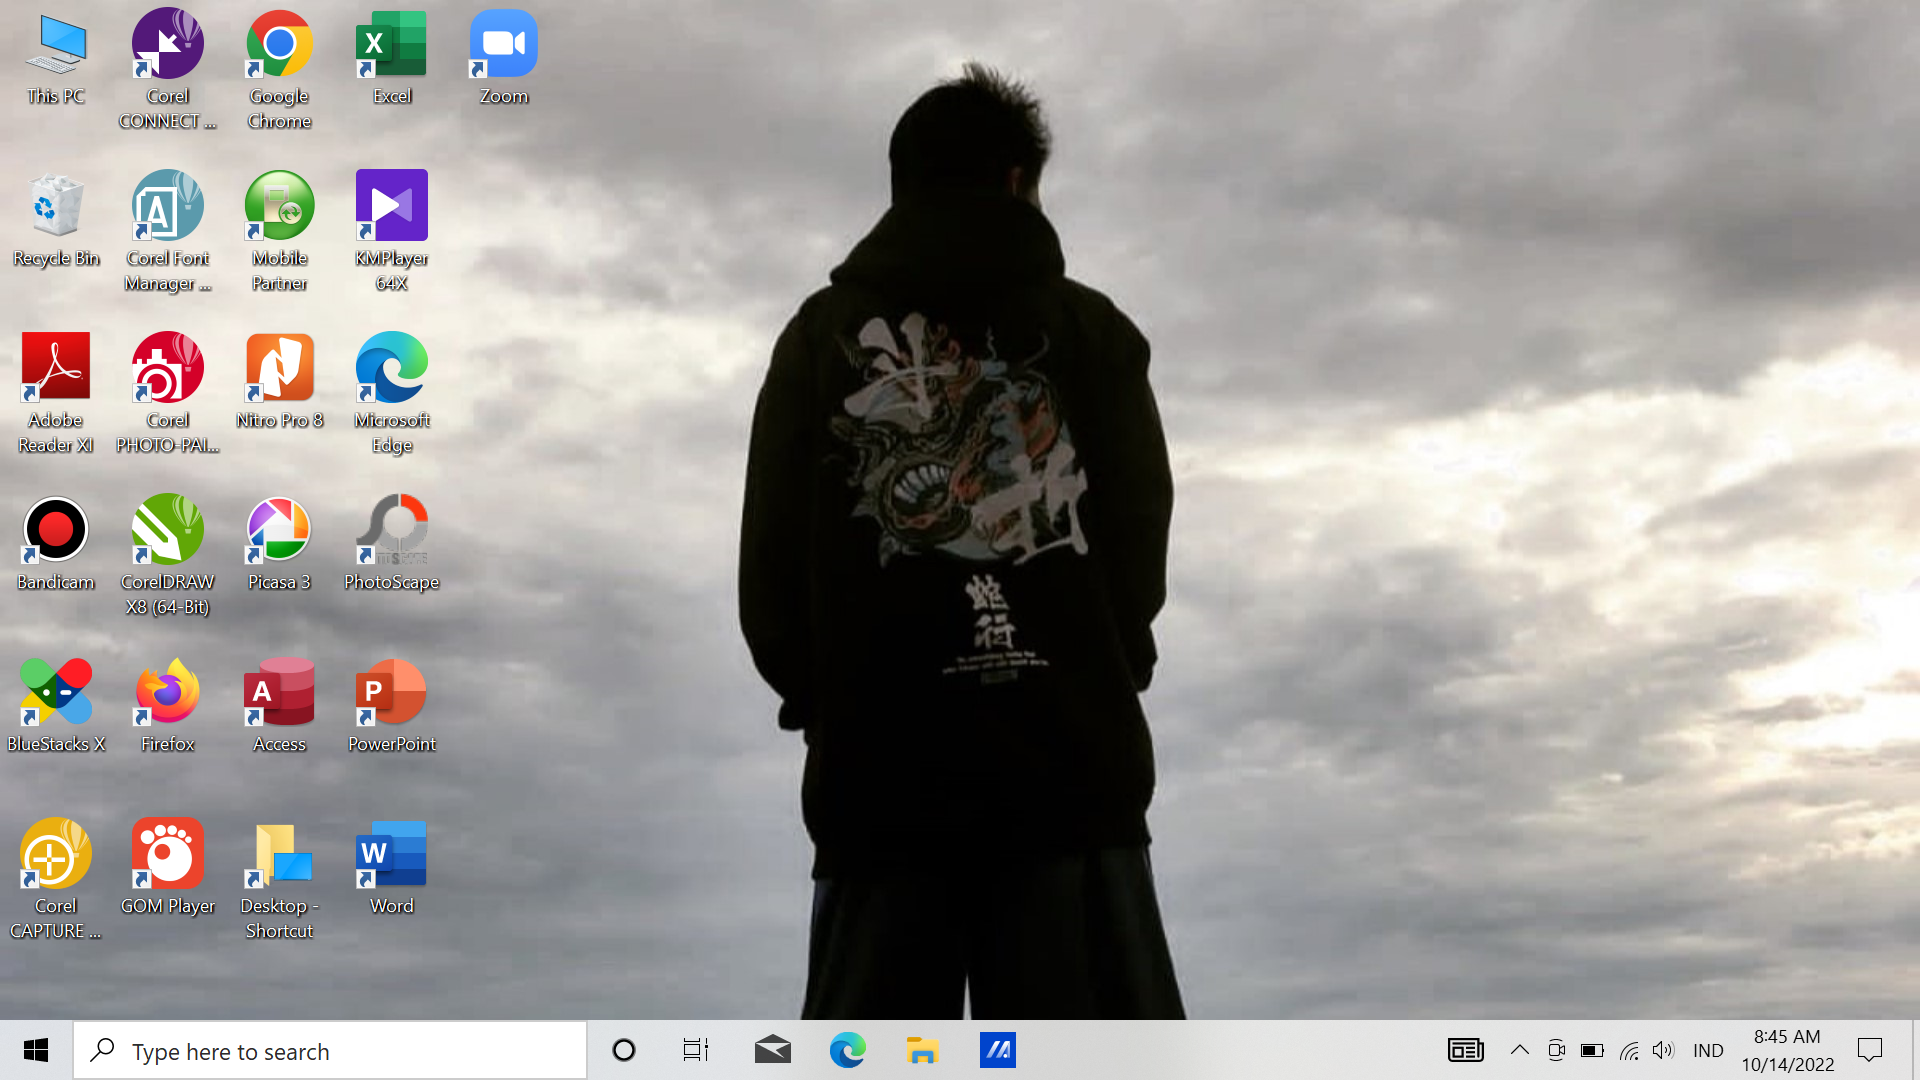 This PC
Corel
CONNECT ...
Google
Chrome
Excel
Zoom
Recycle Bin
Corel Font
Manager ...
Mobile
Partner
KMPlayer
64X
Adobe
Reader XI
Corel
PHOTO-PAI...
Nitro Pro 8
Microsoft
Edge
Bandicam
CorelDRAW
X8 (64-Bit)
Picasa 3
PhotoScape
BlueStacks X
Firefox
Access
PowerPoint
Corel
CAPTURE ...
GOM Player
Desktop -
Shortcut
Word
蛇
行
Type here to search
IND
8:45 AM
10/14/2022